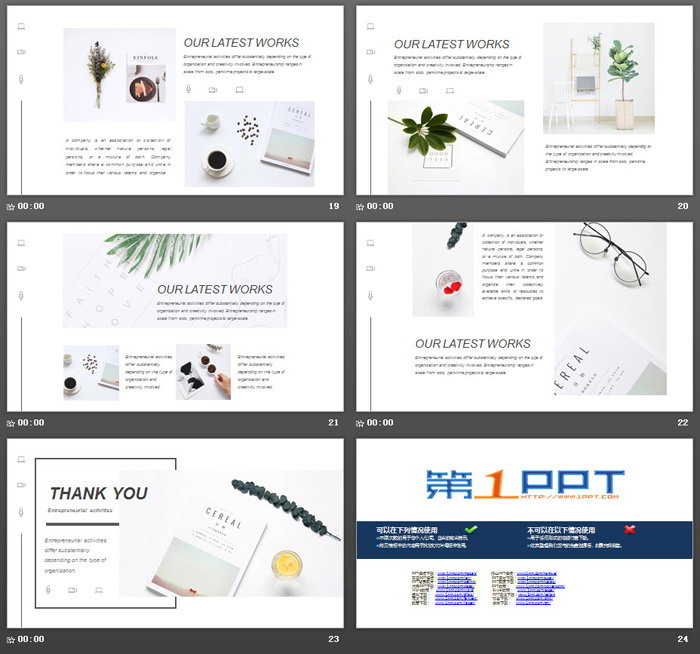 KINFOLK
OUR LATEST WORKS
Entrepreneurial activities differ substantially depending on the type of
organization and creativity involved. Entrepreneurship ranges in
scale from solo, part-time projects to large-scale.
CEREAL
A company is an association or collection of
individuals, whether natural persons, legal
persons, or a mixture of both. Company
members share a common purpose and unite in
order to focus their various talents and organise
00:00
19
OUR LATEST WORKS
Entrepreneurial activities differ substantially depending on the type of
organization and creativity involved. Entrepreneurship ranges in
scale from solo, part-time projects to large-scale.
CEREAL
Entrepreneurial activities differ substantially depending on
the type of organization and creativity involved.
Entrepreneurship ranges in scale from solo, part-time
projects to large-scale.
00:00
20
FAITH
HOPE
LOVE
OUR LATEST WORKS
Entrepreneurial activities differ substantially depending on the type of
organization and creativity involved. Entrepreneurship ranges in
scale from solo, part-time projects to large-scale.
Entrepreneurial activities
differ substantially
depending on the type of
organization and creativity
involved.
Entrepreneurial activities
differ substantially
depending on the type of
organization and creativity
involved.
00:00
21
A company is an association or
collection of individuals, whether
natural persons, legal persons,
or a mixture of both. Company
members share a common
purpose and unite in order to
focus their various talents and
organise their collectively
available skills or resources to
achieve specific, declared goals
OUR LATEST WORKS
Entrepreneurial activities differ substantially depending on the type of
organization and creativity involved. Entrepreneurship ranges in
scale from solo, part-time projects to large-scale.
CEREAL
00:00
22
THANK YOU
Entrepreneurial activities
Entrepreneurial activities
differ substantially
depending on the type of
organization.
CEREAL
00:00
23
第1PPT
HTTP://WWW.1PPT.COM
可以在下列情况使用
不可以在以下情况使用
00:00
24